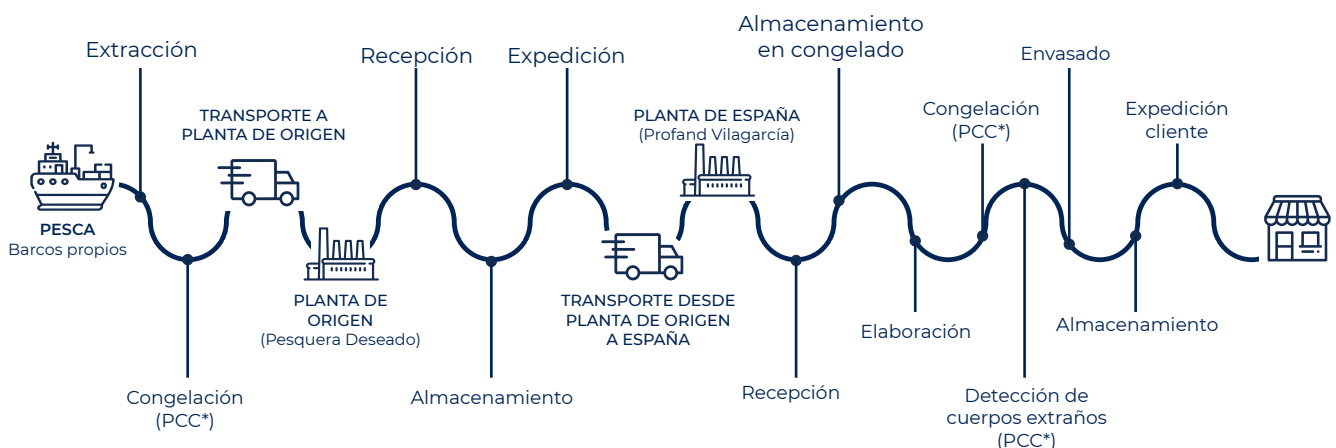 PESCA
Barcos propios
Extracción
Congelación
(PCC*)
TRANSPORTE A
PLANTA DE ORIGEN
PLANTA DE
ORIGEN
(Pesquera Deseado)
Recepción
Almacenamiento
Expedición
TRANSPORTE DESDE
PLANTA DE ORIGEN
A ESPAÑA
PLANTA DE ESPAÑA
(Profand Vilagarcía)
Recepción
Almacenamiento
en congelado
Elaboración
Congelación
(PCC*)
Detección de
cuerpos extraños
(PCC*)
Envasado
Almacenamiento
Expedición
cliente